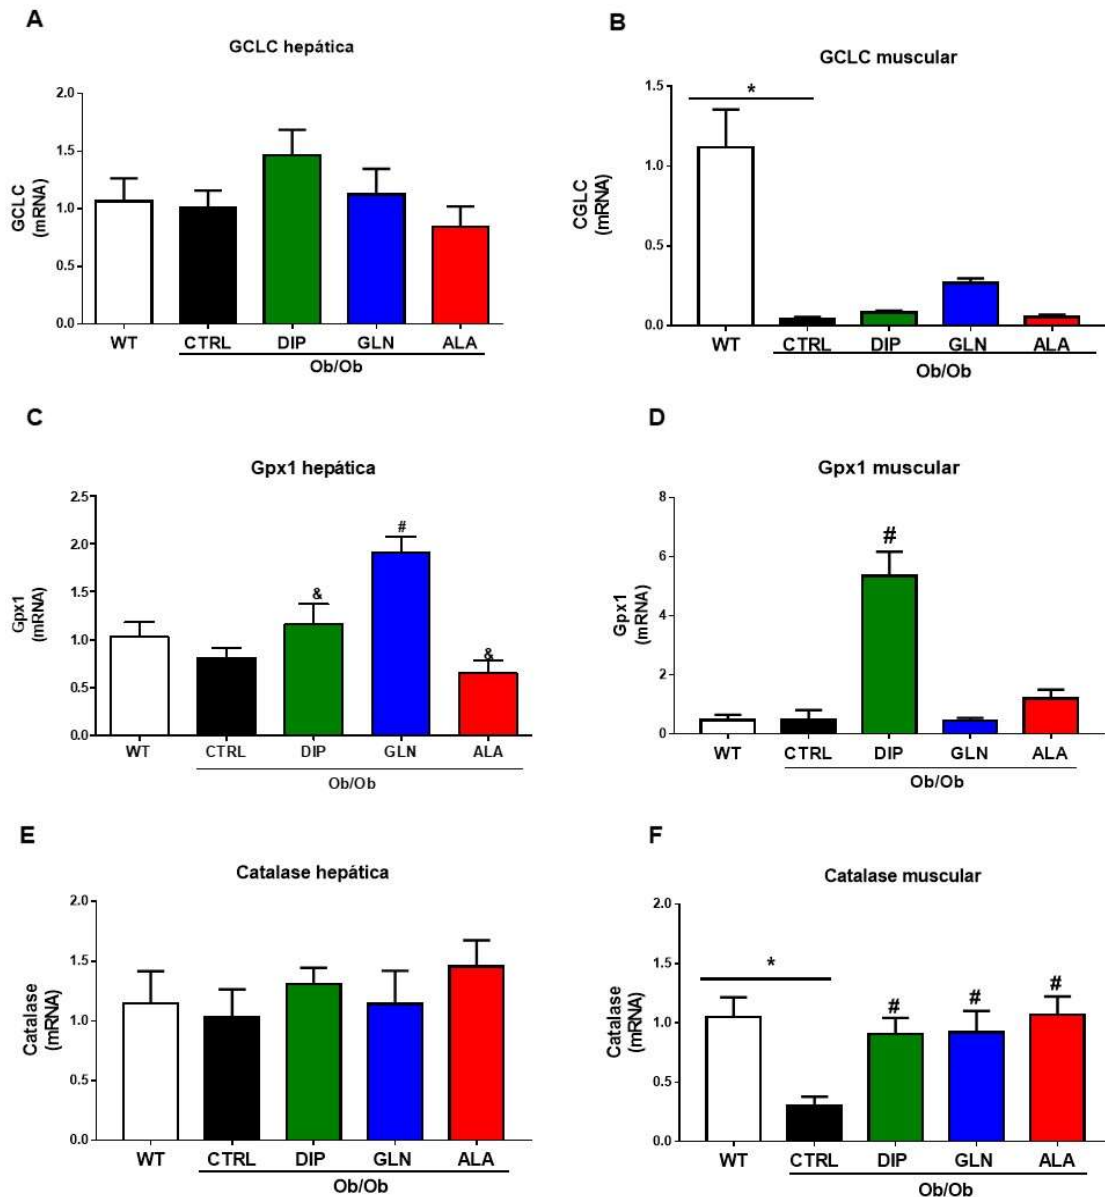 A
GCLC hepática
GCLC
(mRNA)
2.0
1.5
1.0
0.5
0.0
WT CTRL DIP GLN ALA
Ob/Ob
B
GCLC muscular
CGLC
(mRNA)
1.5
1.0
0.5
0.0
*
WT CTRL DIP GLN ALA
Ob/Ob
C
Gpx1 hepática
Gpx1
(mRNA)
2.5
2.0
1.5
1.0
0.5
0.0
& # &
WT CTRL DIP GLN ALA
Ob/Ob
D
Gpx1 muscular
Gpx1
(mRNA)
8
6
4
2
0
#
WT CTRL DIP GLN ALA
Ob/Ob
E
Catalase hepática
Catalase
(mRNA)
2.0
1.5
1.0
0.5
0.0
WT CTRL DIP GLN ALA
Ob/Ob
F
Catalase muscular
Catalase
(mRNA)
2.0
1.5
1.0
0.5
0.0
*
# # #
WT CTRL DIP GLN ALA
Ob/Ob